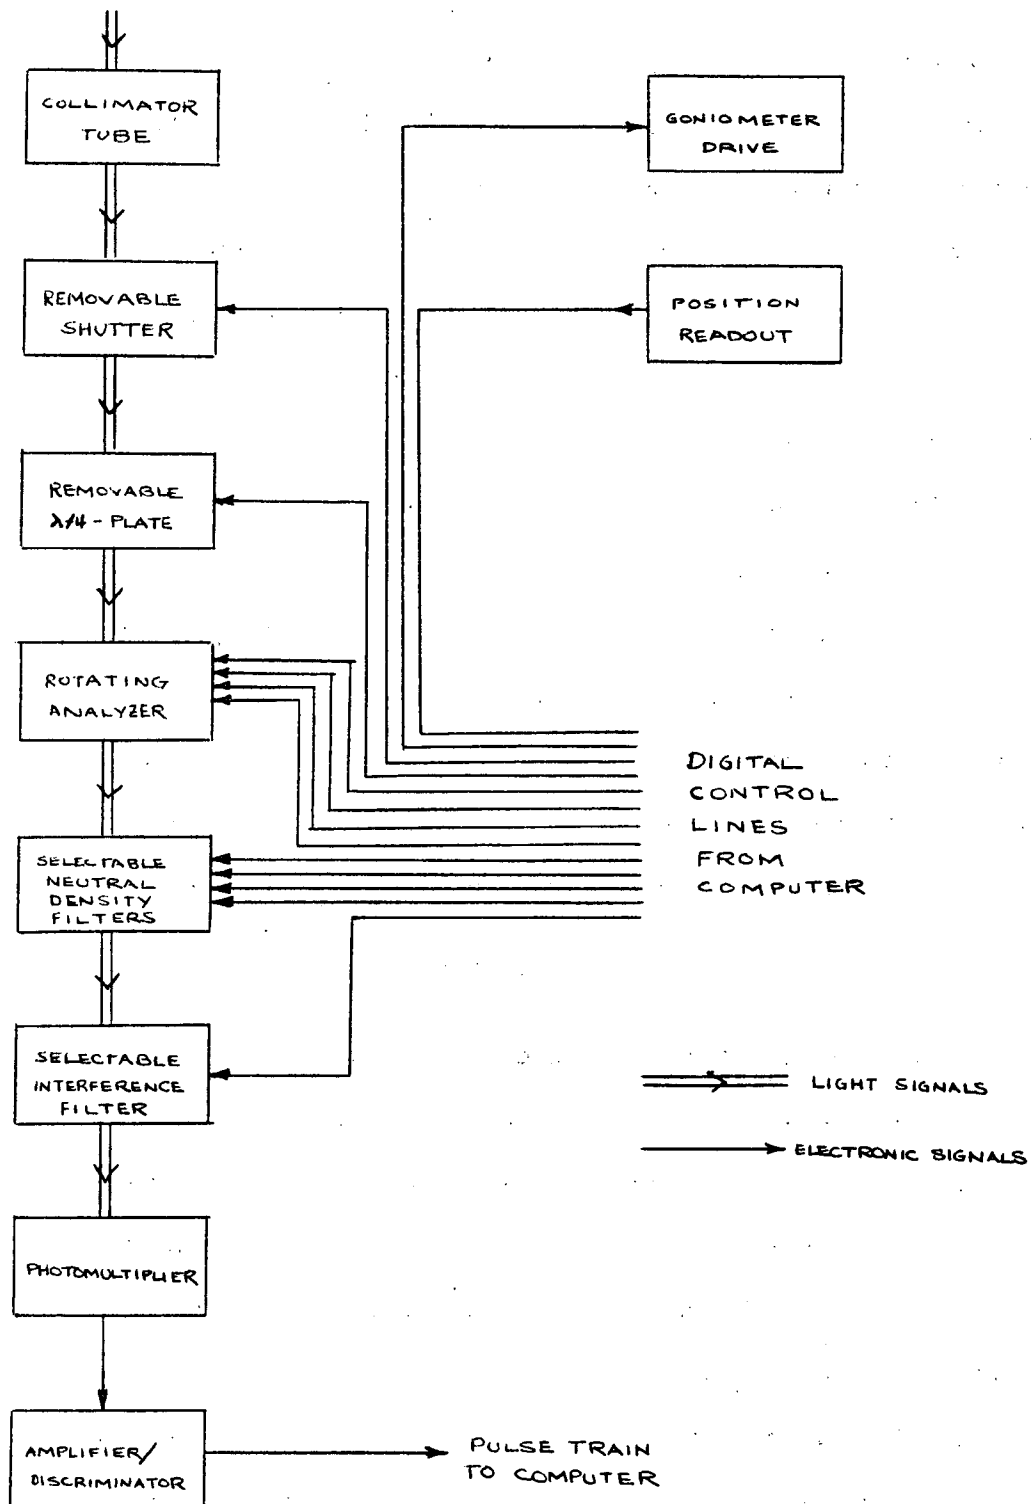 COLLIMATOR
TUBE
GONIOMETER
DRIVE
REMOVABLE
SHUTTER
POSITION
READOUT
REMOVABLE
λ/4-PLATE
ROTATING
ANALYZER
DIGITAL
CONTROL
LINES
FROM
COMPUTER
SELECTABLE
NEUTRAL
DENSITY
FILTERS
SELECTABLE
INTERFERENCE
FILTER
LIGHT SIGNALS
ELECTRONIC SIGNALS
PHOTOMULTIPLIER
AMPLIFIER/
DISCRIMINATOR
PULSE TRAIN
TO COMPUTER